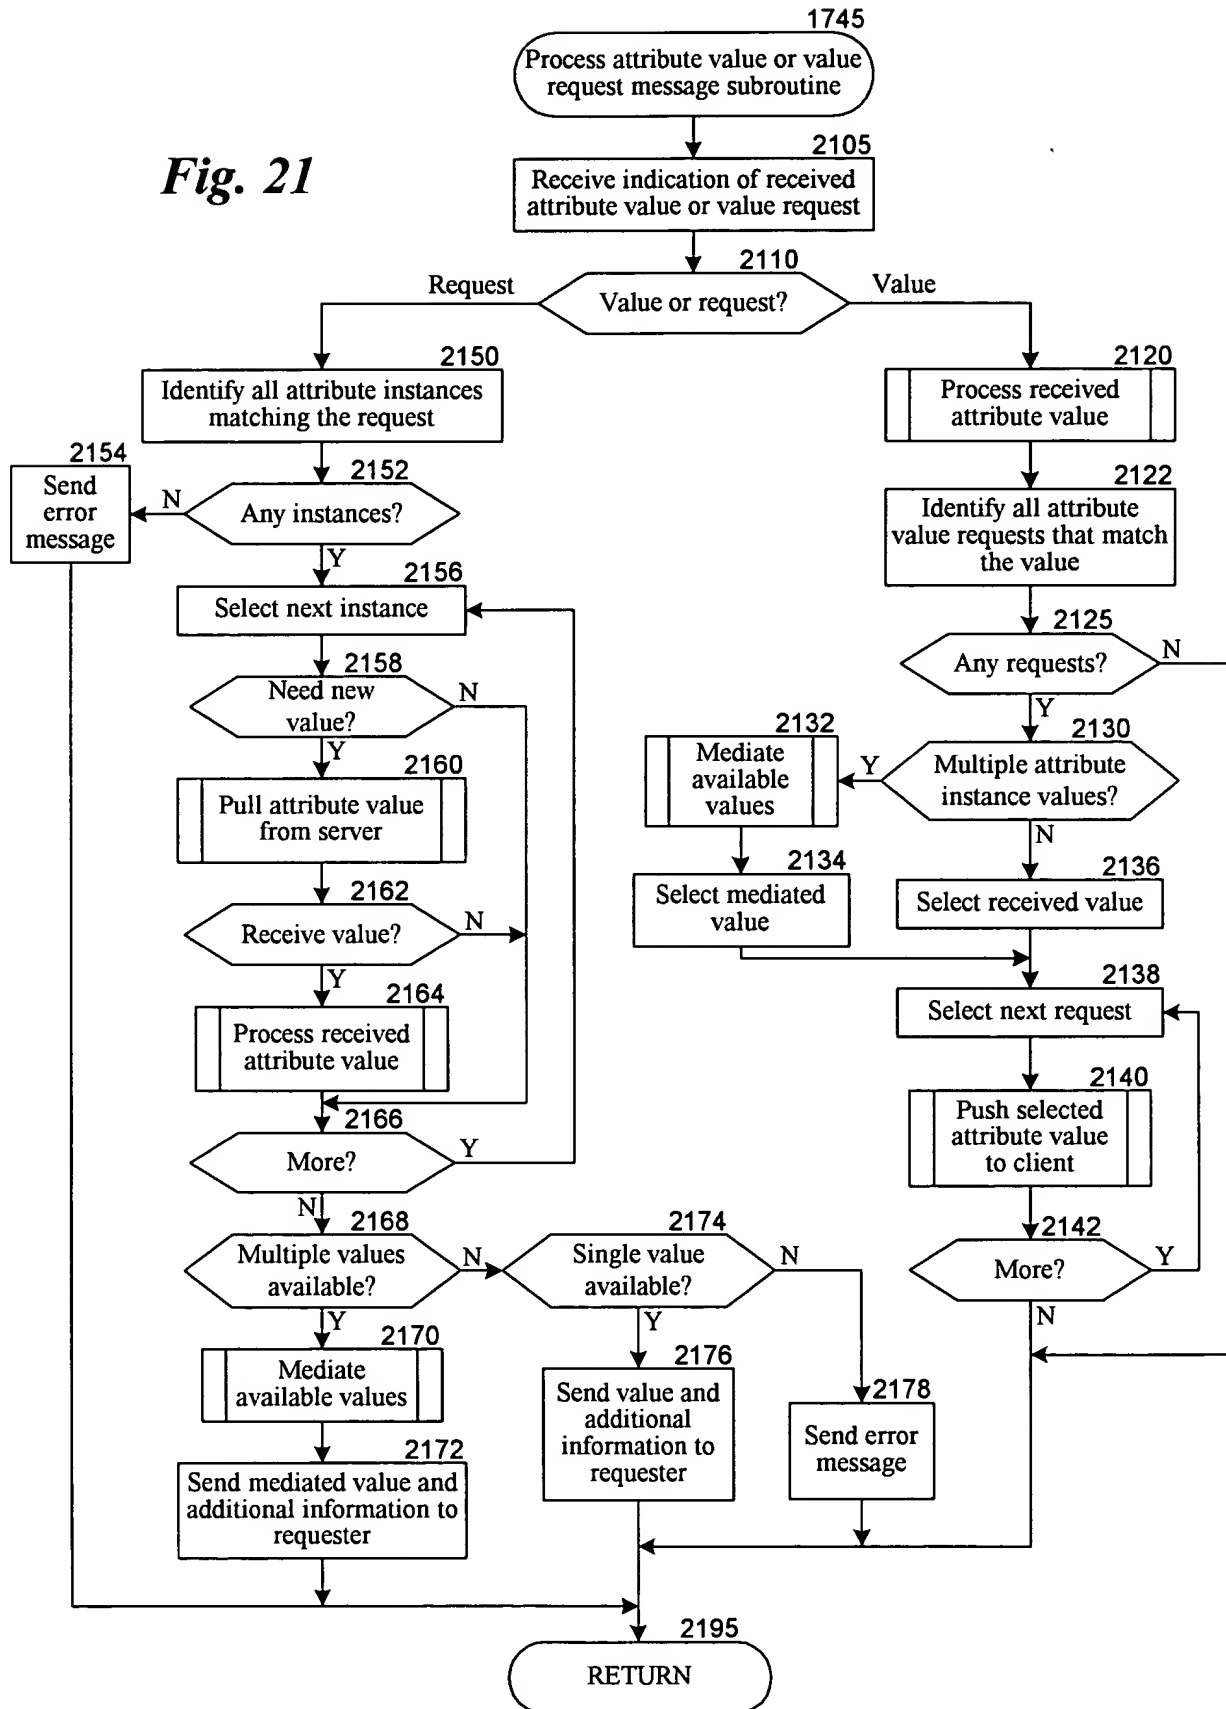 1745
Process attribute value or value
request message subroutine
Fig. 21
2105
Receive indication of received
attribute value or value request
2110
Request
Value or request?
Value
2150
Identify all attribute instances
matching the request
2154
Send
error
message
2152
N
Any instances?
Y
2156
Select next instance
2158
Need new
value?
N
Y
2160
Pull attribute value
from server
2162
Receive value?
N
Y
2164
Process received
attribute value
2166
More?
Y
N
2168
Multiple values
available?
N
Y
2170
Mediate
available values
2172
Send mediated value and
additional information to
requester
2174
Single value
available?
N
Y
2176
Send value and
additional
information to
requester
2178
Send error
message
2120
Process received
attribute value
2122
Identify all attribute
value requests that match
the value
2125
Any requests?
N
Y
2130
Multiple attribute
instance values?
Y
N
2132
Mediate
available
values
2134
Select mediated
value
2136
Select received value
2138
Select next request
2140
Push selected
attribute value
to client
2142
More?
Y
N
2195
RETURN